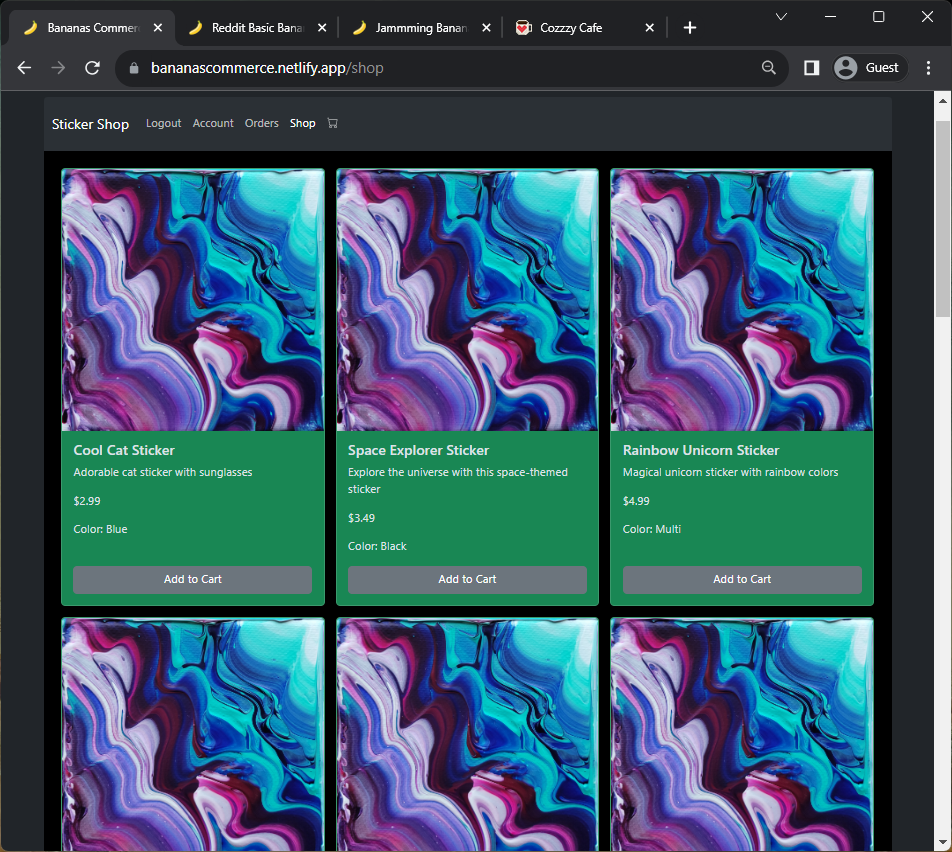 Bananas Commer
Reddit Basic Banan
Jammming Banan
Cozzzy Cafe
bananascommerce.netlify.app/shop
Guest
Sticker Shop
Logout
Account
Orders
Shop
Cool Cat Sticker
Adorable cat sticker with sunglasses
$2.99
Color: Blue
Add to Cart
Space Explorer Sticker
Explore the universe with this space-themed
sticker
$3.49
Color: Black
Add to Cart
Rainbow Unicorn Sticker
Magical unicorn sticker with rainbow colors
$4.99
Color: Multi
Add to Cart